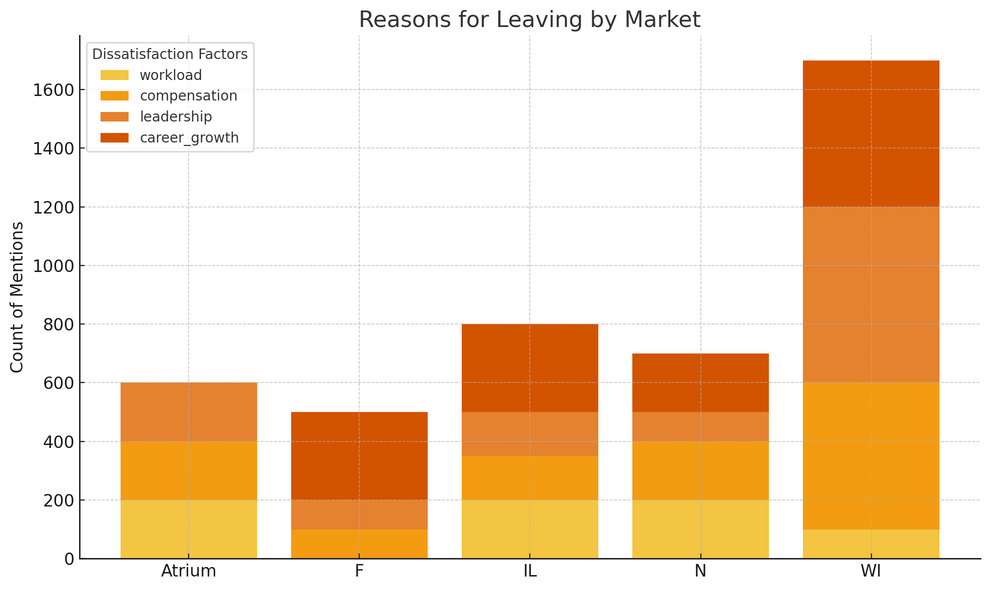 Reasons for Leaving by Market
Dissatisfaction Factors
workload
compensation
leadership
career_growth
Count of Mentions
1600
1400
1200
1000
800
600
400
200
0
Atrium
F
IL
N
WI